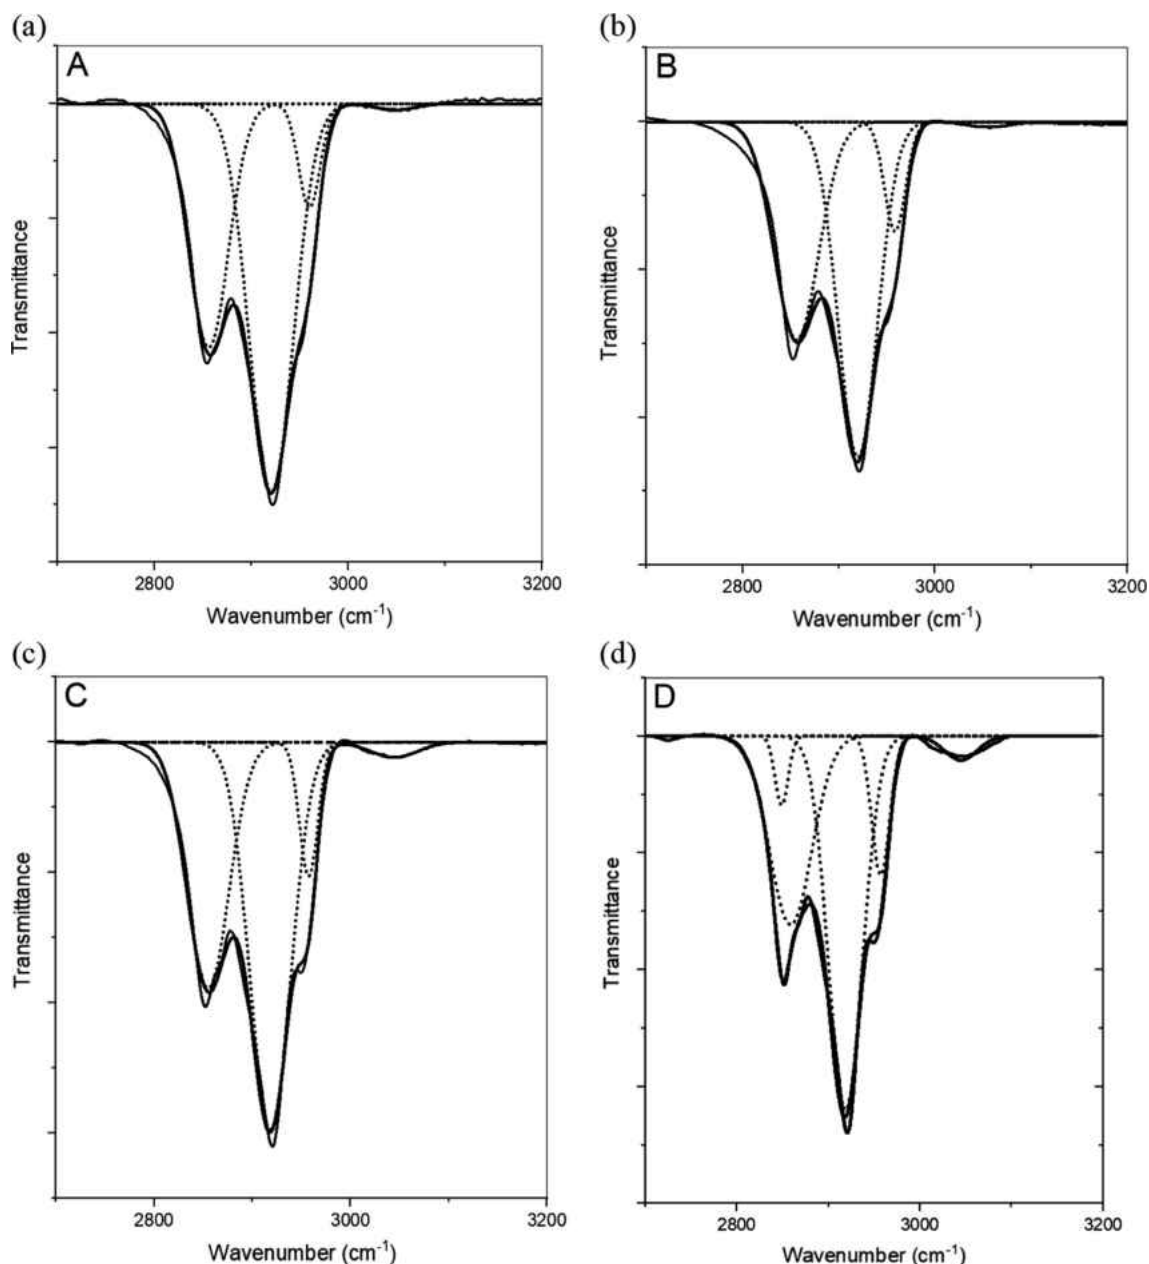 (a)
A
Transmittance
2800 3000 3200
Wavenumber (cm⁻¹)
(b)
B
Transmittance
2800 3000 3200
Wavenumber (cm⁻¹)
(c)
C
Transmittance
2800 3000 3200
Wavenumber (cm⁻¹)
(d)
D
Transmittance
2800 3000 3200
Wavenumber (cm⁻¹)